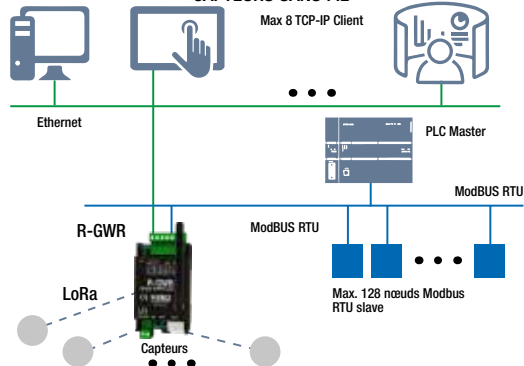 Max 8 TCP-IP Client
Ethernet
PLC Master
ModBUS RTU
R-GWR
ModBUS RTU
LoRa
Max. 128 nœuds Modbus
RTU slave
Capteurs